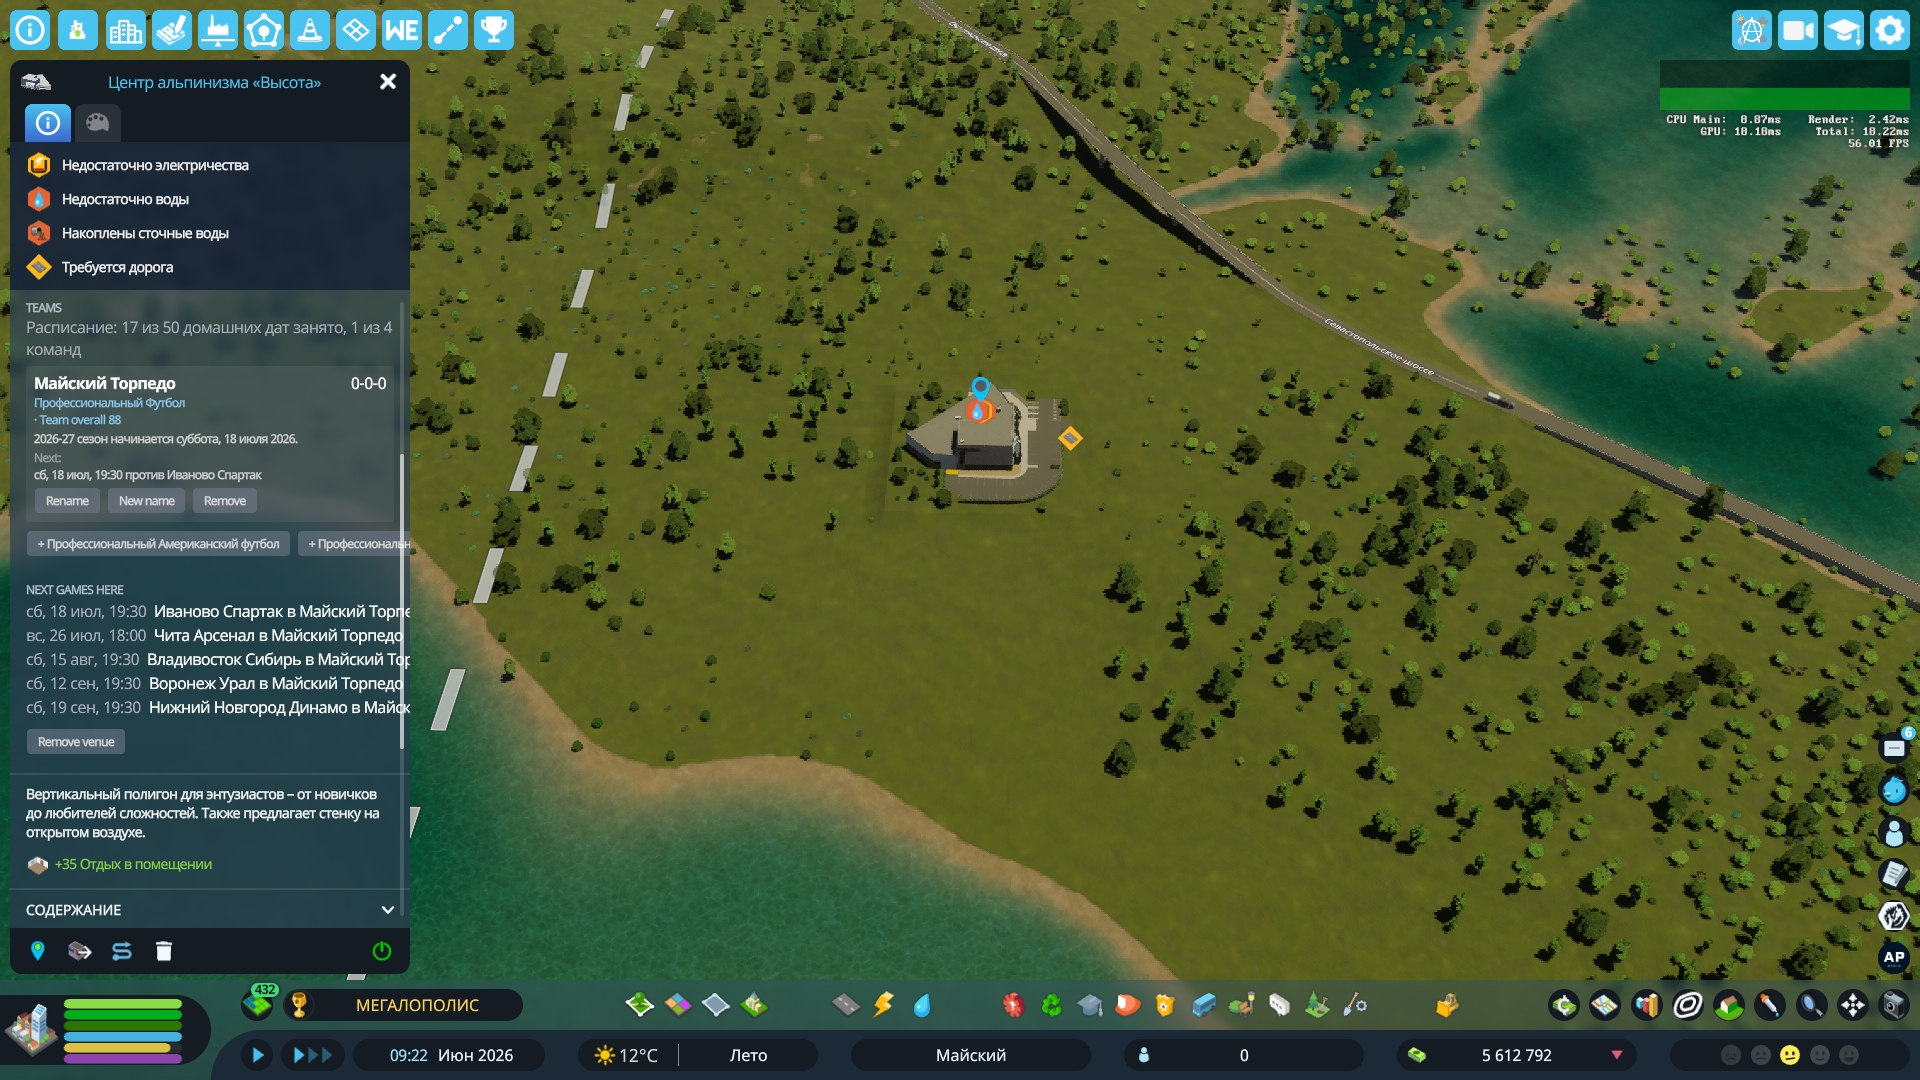 WE
CPU Main: 8.87ms Render: 2.42ms
GPU: 18.18ms Total: 18.22ms
56.01 FPS
Центр альпинизма «Высота»
Недостаточно электричества
Недостаточно воды
Накоплены сточные воды
Требуется дорога
TEAMS
Расписание: 17 из 50 домашних дат занято, 1 из 4
команд
Майский Торпедо 0-0-0
Профессиональный Футбол
· Team overall 88
2026-27 сезон начинается суббота, 18 июля 2026.
Next:
сб, 18 июл, 19:30 против Иваново Спартак
Rename New name Remove
+ Профессиональный Американский футбол + Профессиональн
NEXT GAMES HERE
сб, 18 июл, 19:30 Иваново Спартак в Майский Торпе
вс, 26 июл, 18:00 Чита Арсенал в Майский Торпедо
сб, 15 авг, 19:30 Владивосток Сибирь в Майский Тор
сб, 12 сен, 19:30 Воронеж Урал в Майский Торпедо
сб, 19 сен, 19:30 Нижний Новгород Динамо в Майск
Remove venue
Вертикальный полигон для энтузиастов – от новичков
до любителей сложностей. Также предлагает стенку на
открытом воздухе.
+35 Отдых в помещении
СОДЕРЖАНИЕ
Севастопольское шоссе
6
AP
432
МЕГАЛОПОЛИС
09:22 Июн 2026
12°C
Лето
Майский
0
5 612 792